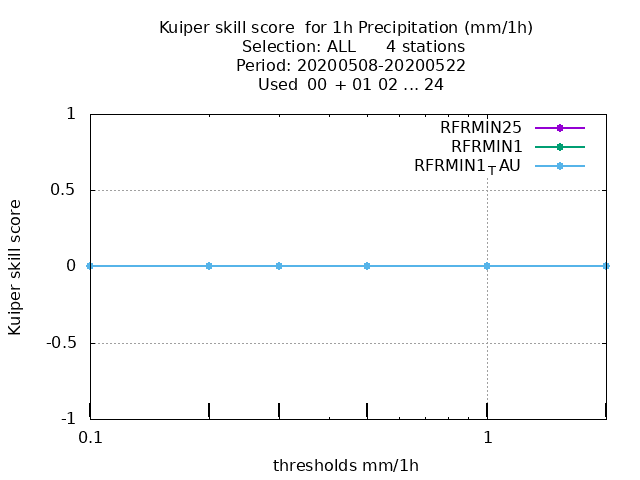 Kuiper skill score  for 1h Precipitation (mm/1h)
Selection: ALL      4 stations
Period: 20200508-20200522
Used  00  + 01 02 ... 24
RFRMIN25
RFRMIN1
RFRMIN1TAU
1
0.5
0
-0.5
-1
Kuiper skill score
0.1
1
thresholds mm/1h